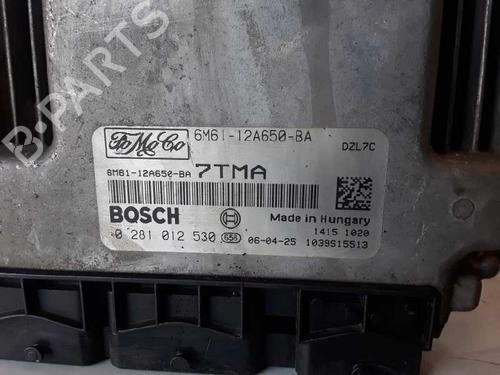 FoMoCo
6M61-12A650-BA
DZL7C
6M61-12A650-BA 7TMA
BOSCH
Made in Hungary
1415 1020
0 281 012 530 656 06-04-25 1039S15513
B-PARTS